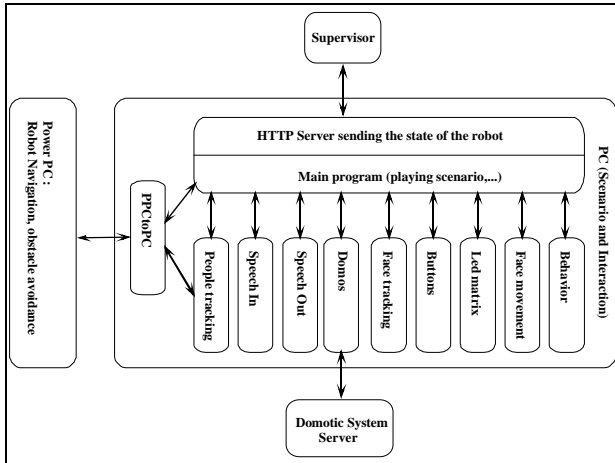 Supervisor
HTTP Server sending the state of the robot
Main program (playing scenario,...)
Power PC :
Robot Navigation, obstacle avoidance
PPCtoPC
People tracking
Speech In
Speech Out
Domos
Face tracking
Buttons
Led matrix
Face movement
Behavior
PC (Scenario and Interaction)
Domotic System
Server